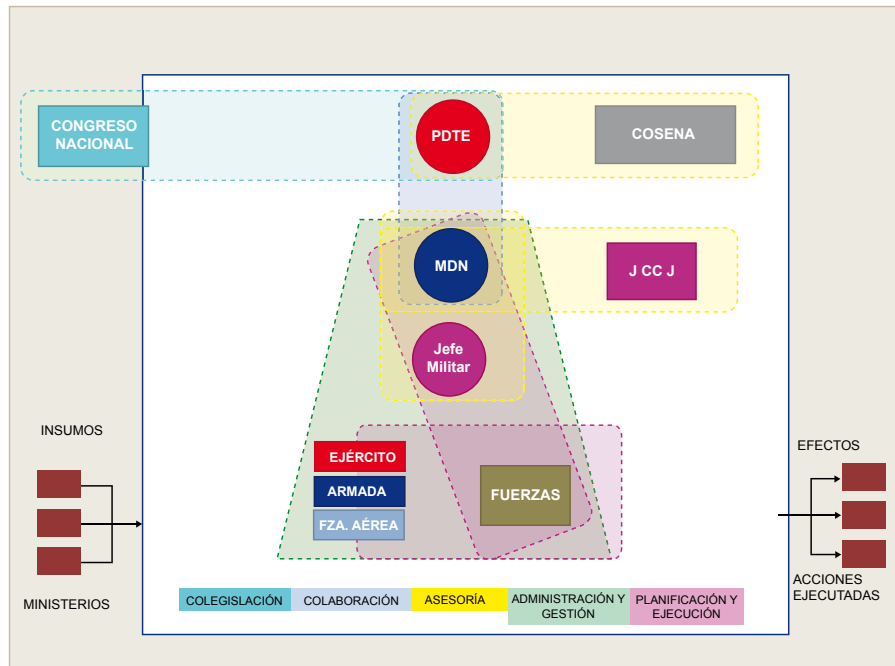 CONGRESO
NACIONAL
PDTE
COSENA
MDN
J CC J
Jefe
Militar
INSUMOS
EFECTOS
EJÉRCITO
ARMADA
FZA. AÉREA
FUERZAS
MINISTERIOS
ACCIONES
EJECUTADAS
COLEGISLACIÓN
COLABORACIÓN
ASESORÍA
ADMINISTRACIÓN Y
GESTIÓN
PLANIFICACIÓN Y
EJECUCIÓN